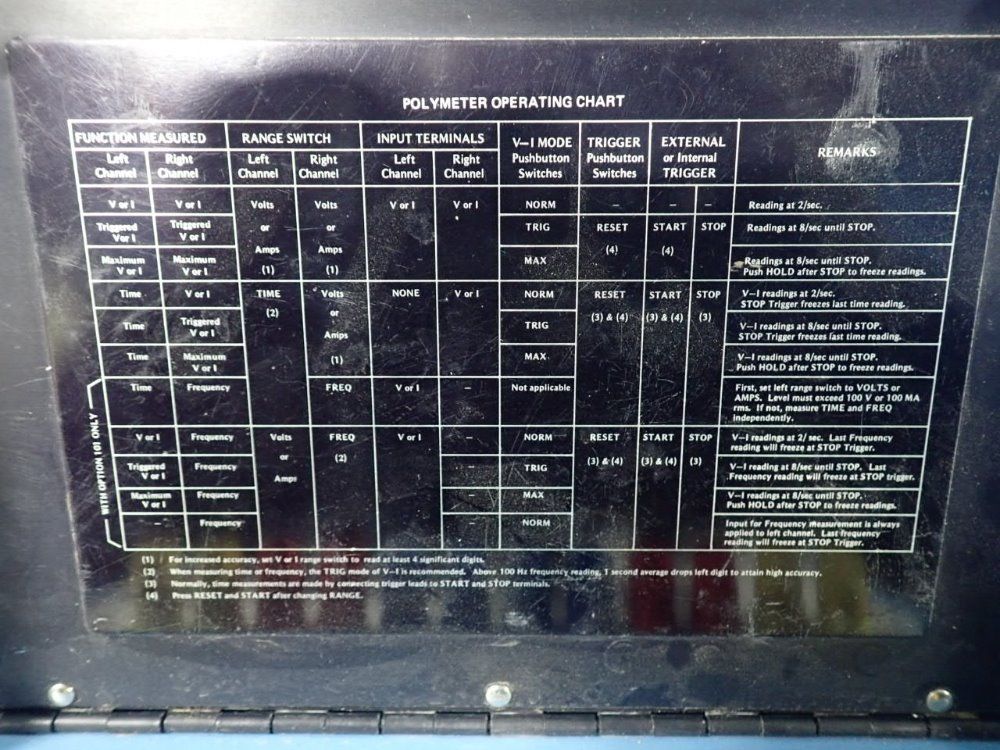 POLYMETER OPERATING CHART
FUNCTION MEASURED RANGE SWITCH INPUT TERMINALS V—I MODE Pushbutton Switches TRIGGER Pushbutton Switches EXTERNAL or Internal TRIGGER REMARKS
Left Channel Right Channel Left Channel Right Channel Left Channel Right Channel
V or I V or I Volts Volts V or I V or I NORM – – – Reading at 2/sec.
Triggered V or I Triggered V or I or or TRIG RESET START STOP Readings at 8/sec until STOP.
Amps Amps (4) (4)
Maximum V or I Maximum V or I (1) (1) MAX Readings at 8/sec until STOP.
Push HOLD after STOP to freeze readings.
Time V or I TIME Volts NONE V or I NORM RESET START STOP V—I readings at 2/sec.
STOP Trigger freezes last time reading.
(2) or (3) & (4) (3) & (4) (3)
Time Triggered V or I Amps TRIG V—I readings at 8/sec until STOP.
STOP Trigger freezes last time reading.
Time Maximum V or I (1) MAX V—I readings at 8/sec until STOP.
Push HOLD after STOP to freeze readings.
WITH OPTION 101 ONLY
Time Frequency FREQ V or I – Not applicable First, set left range switch to VOLTS or
AMPS. Level must exceed 100 V or 100 MA
rms. If not, measure TIME and FREQ
independently.
V or I Frequency Volts FREQ V or I – NORM RESET START STOP V—I readings at 2/ sec. Last Frequency
reading will freeze at STOP Trigger.
or (2) (3) & (4) (3) & (4) (3)
Triggered V or I Frequency Amps – TRIG V—I reading at 8/sec until STOP. Last
Frequency reading will freeze at STOP trigger.
Maximum V or I Frequency – MAX V—I readings at 8/sec until STOP.
Push HOLD after STOP to freeze readings.
– Frequency – NORM Input for Frequency measurement is always
applied to left channel. Last frequency
reading will freeze at STOP Trigger.
(1) For increased accuracy, set V or I range switch to read at least 4 significant digits.
(2) When measuring time or frequency, the TRIG mode of V—I is recommended. Above 100 Hz frequency reading, 1 second average drops left digit to attain high accuracy.
(3) Normally, time measurements are made by connecting trigger leads to START and STOP terminals.
(4) Press RESET and START after changing RANGE.